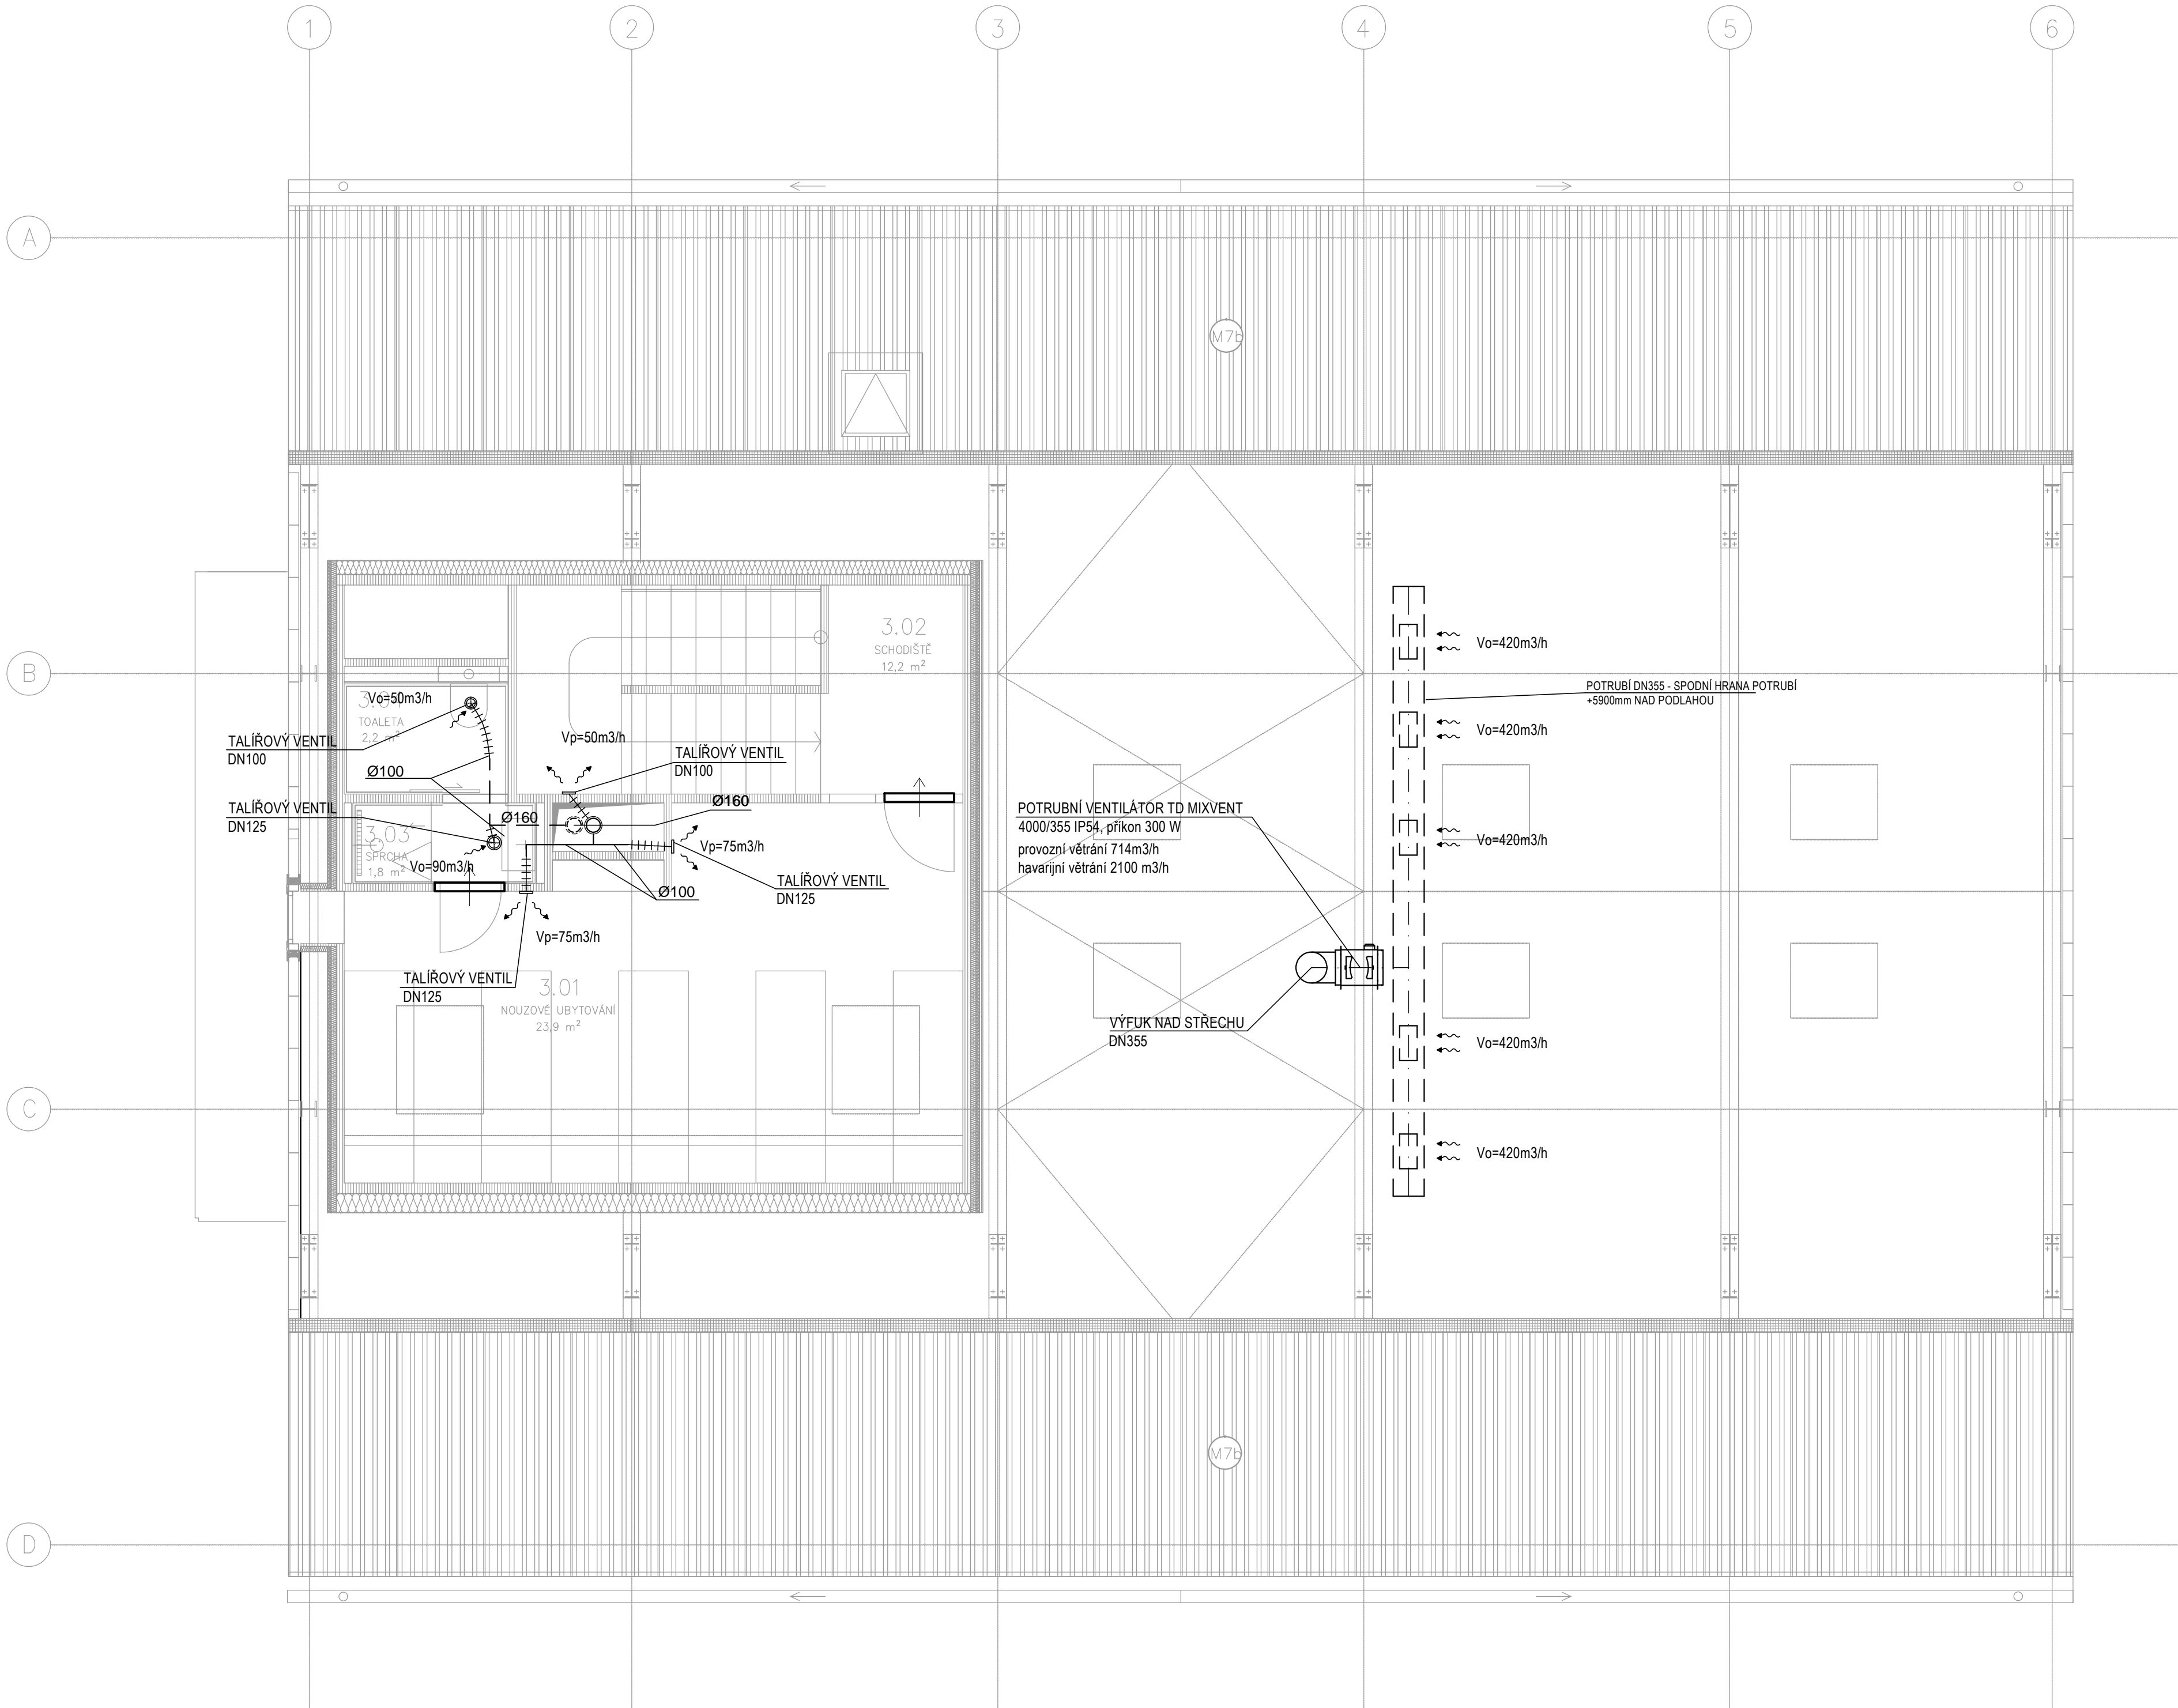 1
2
3
4
5
6
A
B
C
D
M7b
3.02
SCHODIŠTĚ
12,2 m²
Vo=420m3/h
POTRUBÍ DN355 - SPODNÍ HRANA POTRUBÍ
+5900mm NAD PODLAHOU
Vo=50m3/h
TOALETA
2,2 m²
TALÍŘOVÝ VENTIL
DN100
Vo=420m3/h
Vp=50m3/h
TALÍŘOVÝ VENTIL
DN100
Ø100
Ø160
TALÍŘOVÝ VENTIL
DN125
Ø160
3.03
SPRCHA
1,8 m²
Vo=90m3/h
Vp=75m3/h
TALÍŘOVÝ VENTIL
DN125
Ø100
POTRUBNÍ VENTILÁTOR TD MIXVENT
4000/355 IP54, příkon 300 W
provozní větrání 714m3/h
havarijní větrání 2100 m3/h
Vo=420m3/h
Vp=75m3/h
TALÍŘOVÝ VENTIL
DN125
3.01
NOUZOVÉ UBYTOVÁNÍ
23,9 m²
VÝFUK NAD STŘECHU
DN355
Vo=420m3/h
Vo=420m3/h
M7b